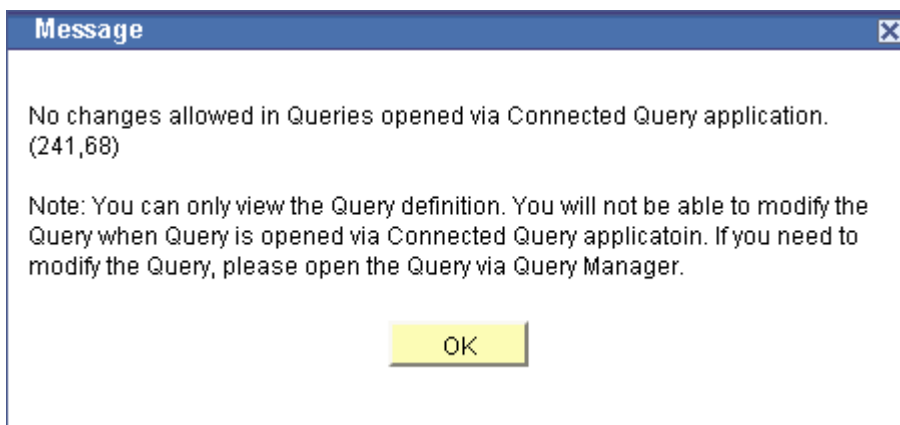 Message
No changes allowed in Queries opened via Connected Query application.
(241,68)
Note: You can only view the Query definition. You will not be able to modify the
Query when Query is opened via Connected Query applicatoin. If you need to
modify the Query, please open the Query via Query Manager.
OK